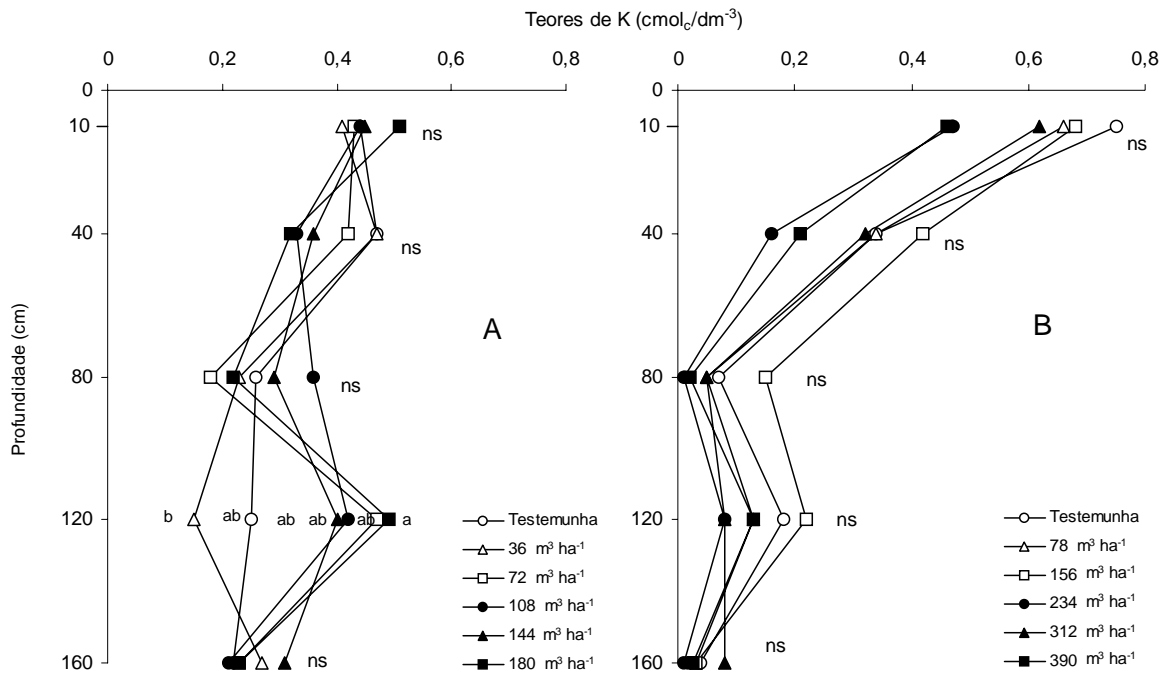 Teores de K (cmolc/dm-3)
0 0,2 0,4 0,6 0,8
0 0,2 0,4 0,6 0,8
Profundidade (cm)
0
10
40
80
120
160
ns
ns
ns
b ab ab ab ab a
ns
A
Testemunha
36 m³ ha-1
72 m³ ha-1
108 m³ ha-1
144 m³ ha-1
180 m³ ha-1
0
10
40
80
120
160
ns
ns
ns
ns
ns
B
Testemunha
78 m³ ha-1
156 m³ ha-1
234 m³ ha-1
312 m³ ha-1
390 m³ ha-1